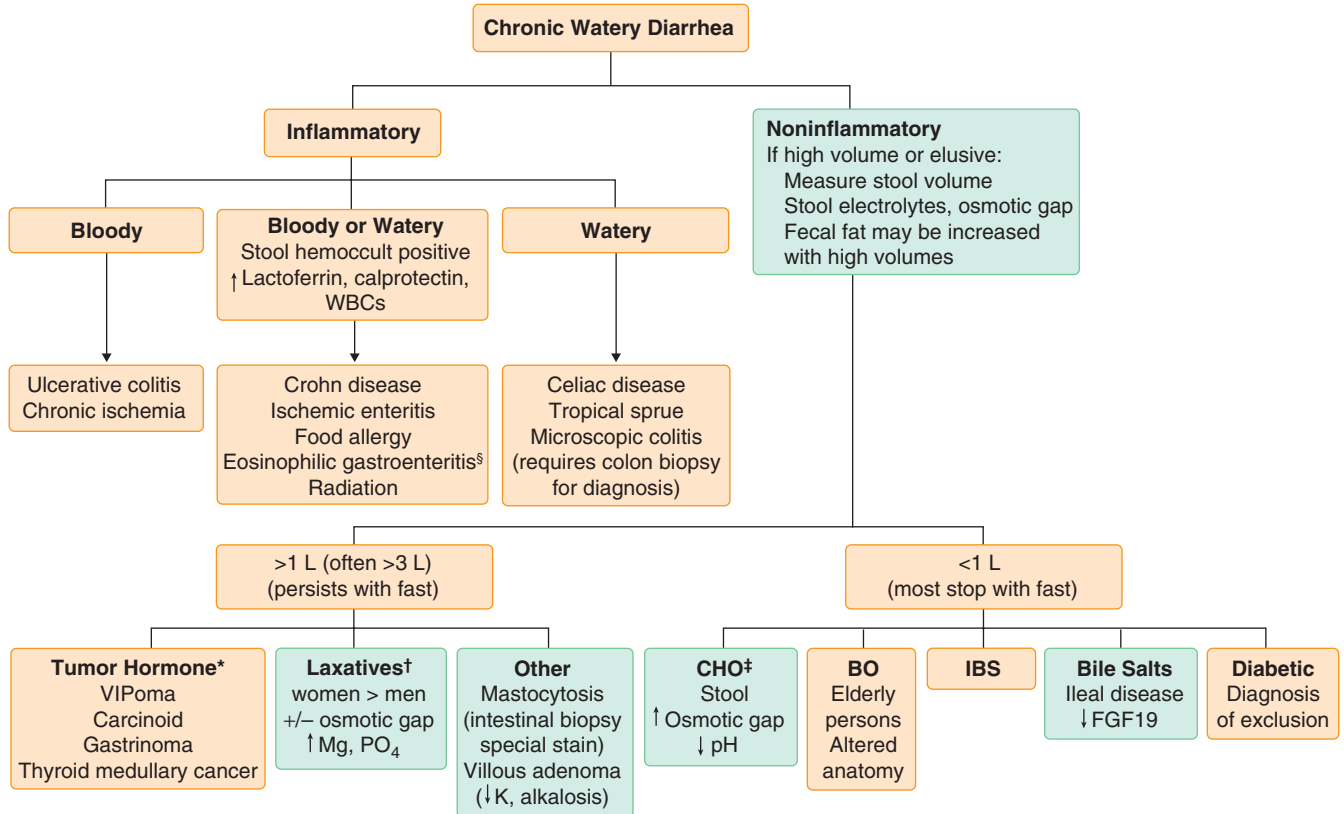 Chronic Watery Diarrhea
Inflammatory
Noninflammatory
If high volume or elusive:
Measure stool volume
Stool electrolytes, osmotic gap
Fecal fat may be increased
with high volumes
Bloody
Bloody or Watery
Stool hemoccult positive
↑ Lactoferrin, calprotectin,
WBCs
Watery
Ulcerative colitis
Chronic ischemia
Crohn disease
Ischemic enteritis
Food allergy
Eosinophilic gastroenteritis§
Radiation
Celiac disease
Tropical sprue
Microscopic colitis
(requires colon biopsy
for diagnosis)
>1 L (often >3 L)
(persists with fast)
<1 L
(most stop with fast)
Tumor Hormone*
VIPoma
Carcinoid
Gastrinoma
Thyroid medullary cancer
Laxatives†
women > men
+/– osmotic gap
↑ Mg, PO4
Other
Mastocytosis
(intestinal biopsy
special stain)
Villous adenoma
(↓K, alkalosis)
CHO‡
Stool
↑ Osmotic gap
↓ pH
BO
Elderly
persons
Altered
anatomy
IBS
Bile Salts
Ileal disease
↓ FGF19
Diabetic
Diagnosis
of exclusion